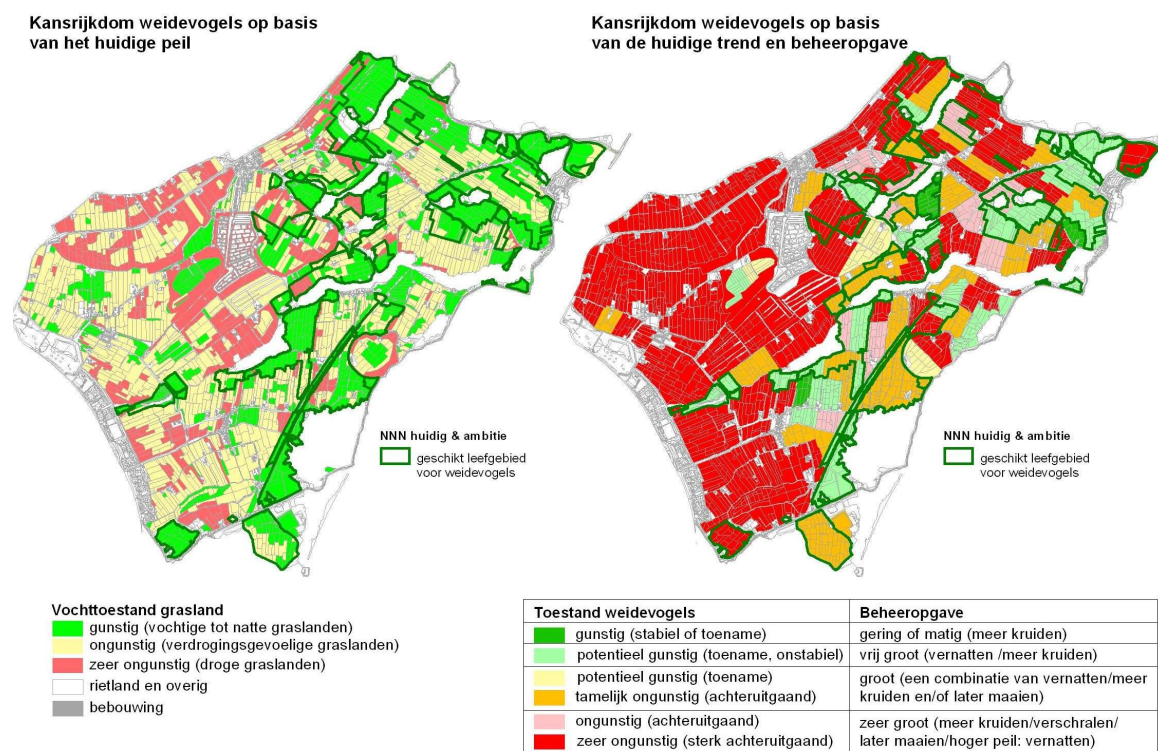 Kansrijkdom weidevogels op basis
van het huidige peil
Kansrijkdom weidevogels op basis
van de huidige trend en beheeropgave
NNN huidig & ambitie
geschikt leefgebied
voor weidevogels
NNN huidig & ambitie
geschikt leefgebied
voor weidevogels
Vochttoestand grasland
gunstig (vochtige tot natte graslanden)
ongunstig (verdrogingsgevoelige graslanden)
zeer ongunstig (droge graslanden)
rietland en overig
bebouwing
Toestand weidevogels Beheeropgave
gunstig (stabiel of toename) gering of matig (meer kruiden)
potentieel gunstig (toename, onstabiel) vrij groot (vernatten /meer kruiden)
potentieel gunstig (toename) groot (een combinatie van vernatten/meer
tamelijk ongunstig (achteruitgaand) kruiden en/of later maaien)
ongunstig (achteruitgaand) zeer groot (meer kruiden/verschralen/
zeer ongunstig (sterk achteruitgaand) later maaien/hoger peil: vernatten)